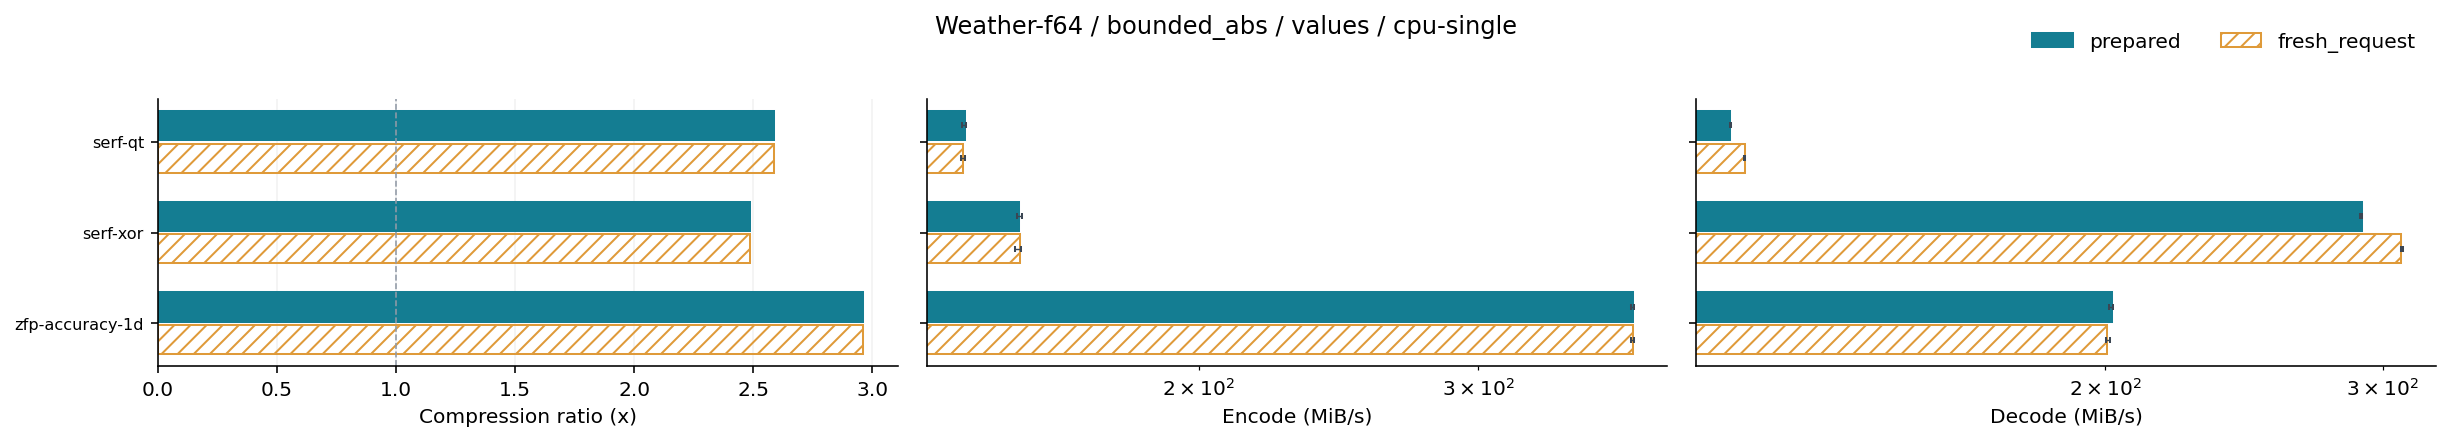 Weather-f64 / bounded_abs / values / cpu-single
prepared
fresh_request
serf-qt
serf-xor
zfp-accuracy-1d
0.0 0.5 1.0 1.5 2.0 2.5 3.0
Compression ratio (x)
2 × 10² 3 × 10²
Encode (MiB/s)
2 × 10² 3 × 10²
Decode (MiB/s)